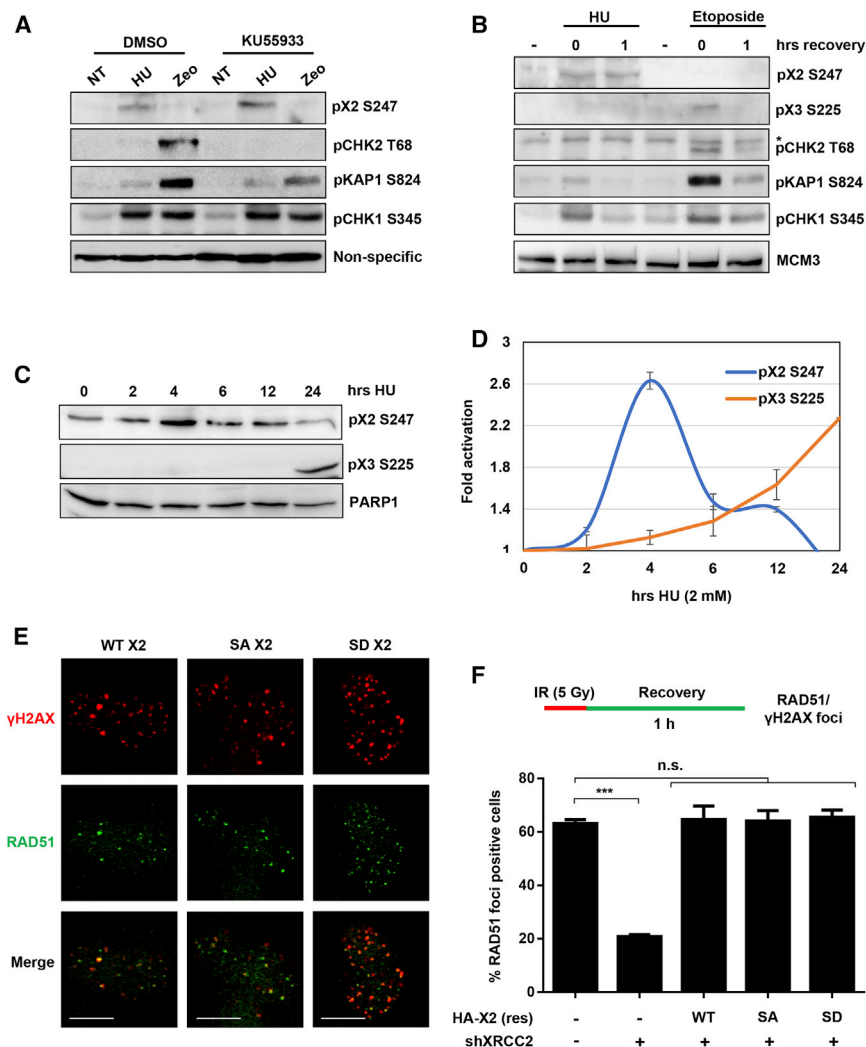 A
DMSO KU55933
NT HU Zeo NT HU Zeo
pX2 S247
pCHK2 T68
pKAP1 S824
pCHK1 S345
Non-specific
B
HU Etoposide
- 0 1 - 0 1 hrs recovery
pX2 S247
pX3 S225
*
pCHK2 T68
pKAP1 S824
pCHK1 S345
MCM3
C
0 2 4 6 12 24 hrs HU
pX2 S247
pX3 S225
PARP1
D
3
2.6
2.2
1.8
1.4
1
Fold activation
pX2 S247
pX3 S225
0 2 4 6 12 24
hrs HU (2 mM)
E
WT X2 SA X2 SD X2
γH2AX
RAD51
Merge
F
IR (5 Gy) Recovery RAD51/
1 h γH2AX foci
n.s.
***
80
60
40
20
0
% RAD51 foci positive cells
HA-X2 (res) - - WT SA SD
shXRCC2 - + + + +